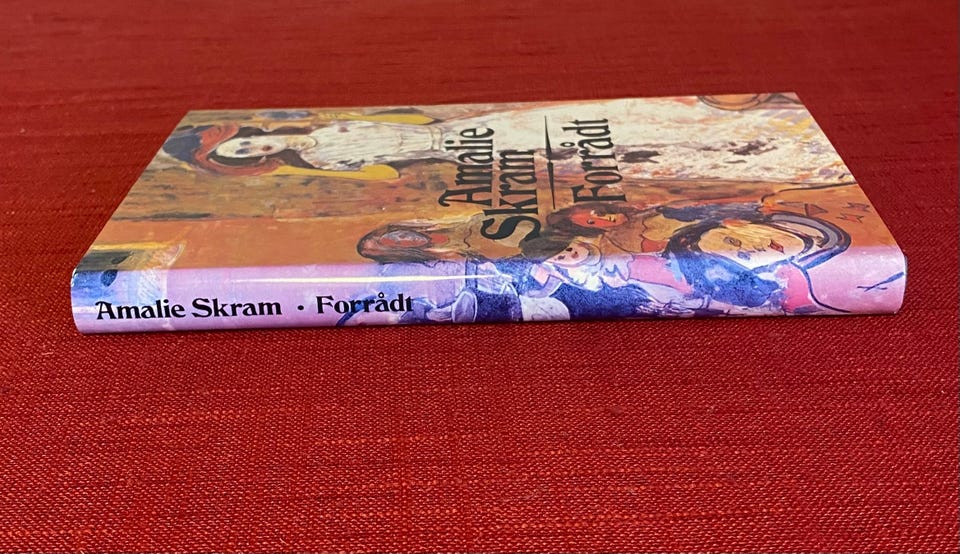 Amalie
Skram
Forrådt
Amalie Skram · Forrådt